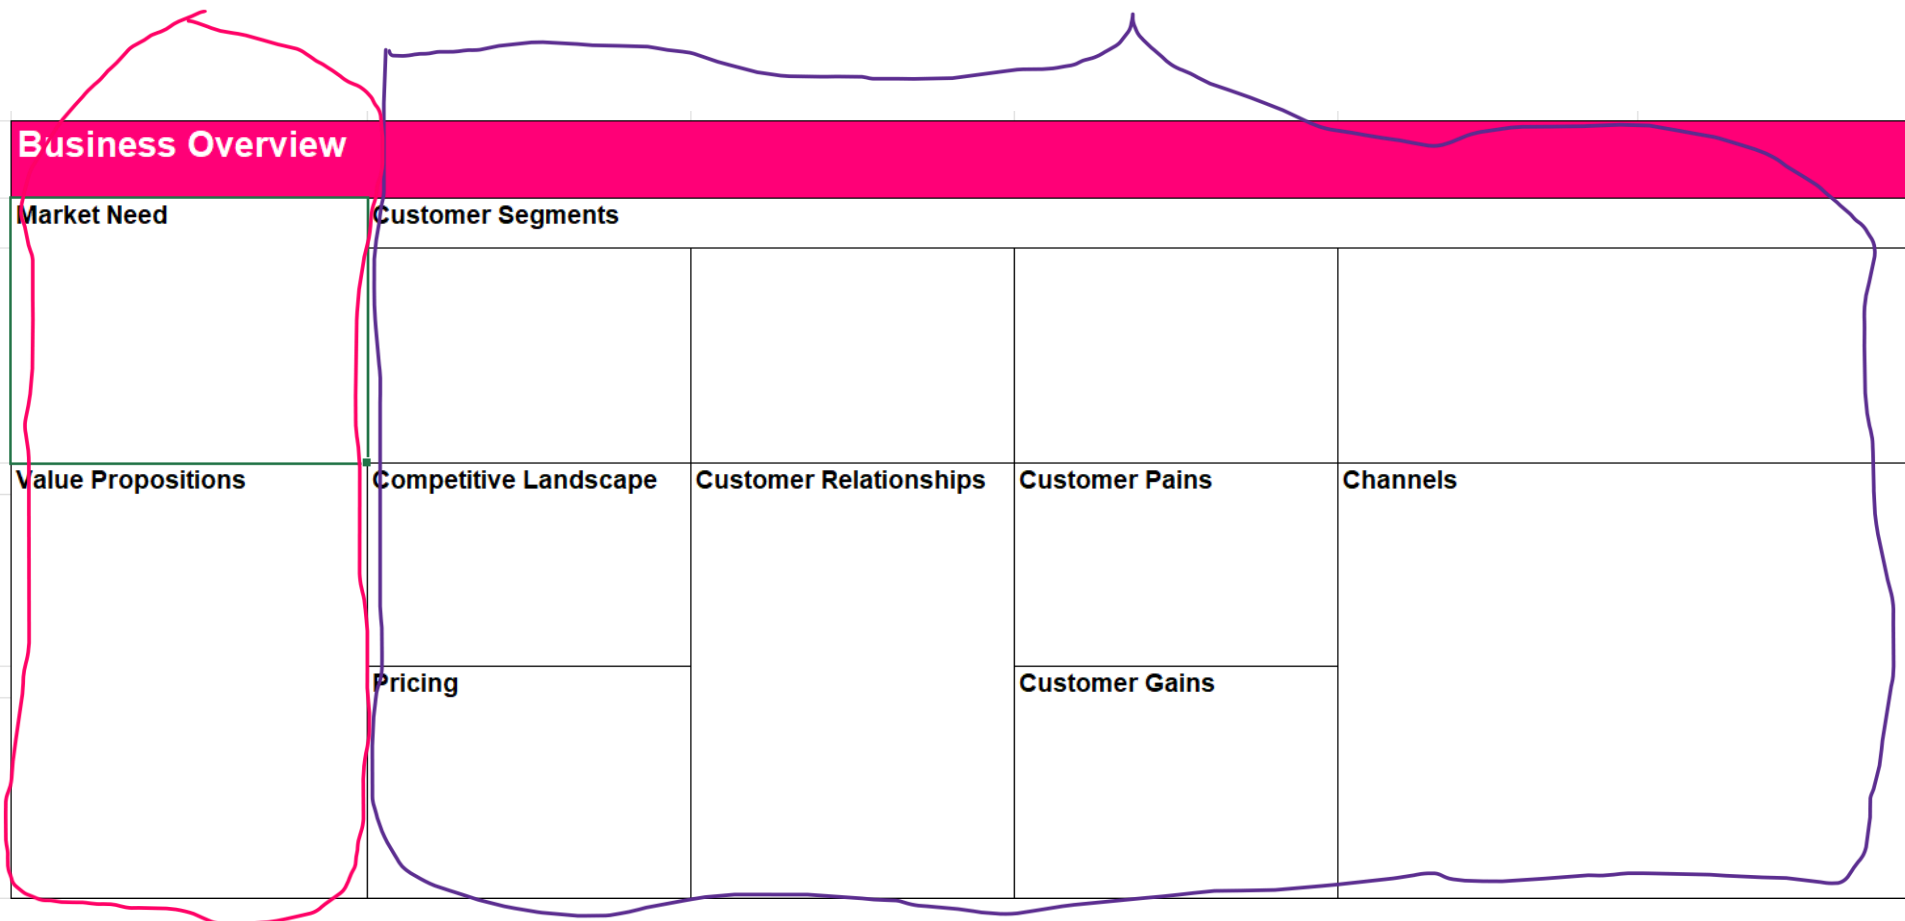 Business Overview
Market Need
Customer Segments
Value Propositions
Competitive Landscape
Customer Relationships
Customer Pains
Channels
Pricing
Customer Gains